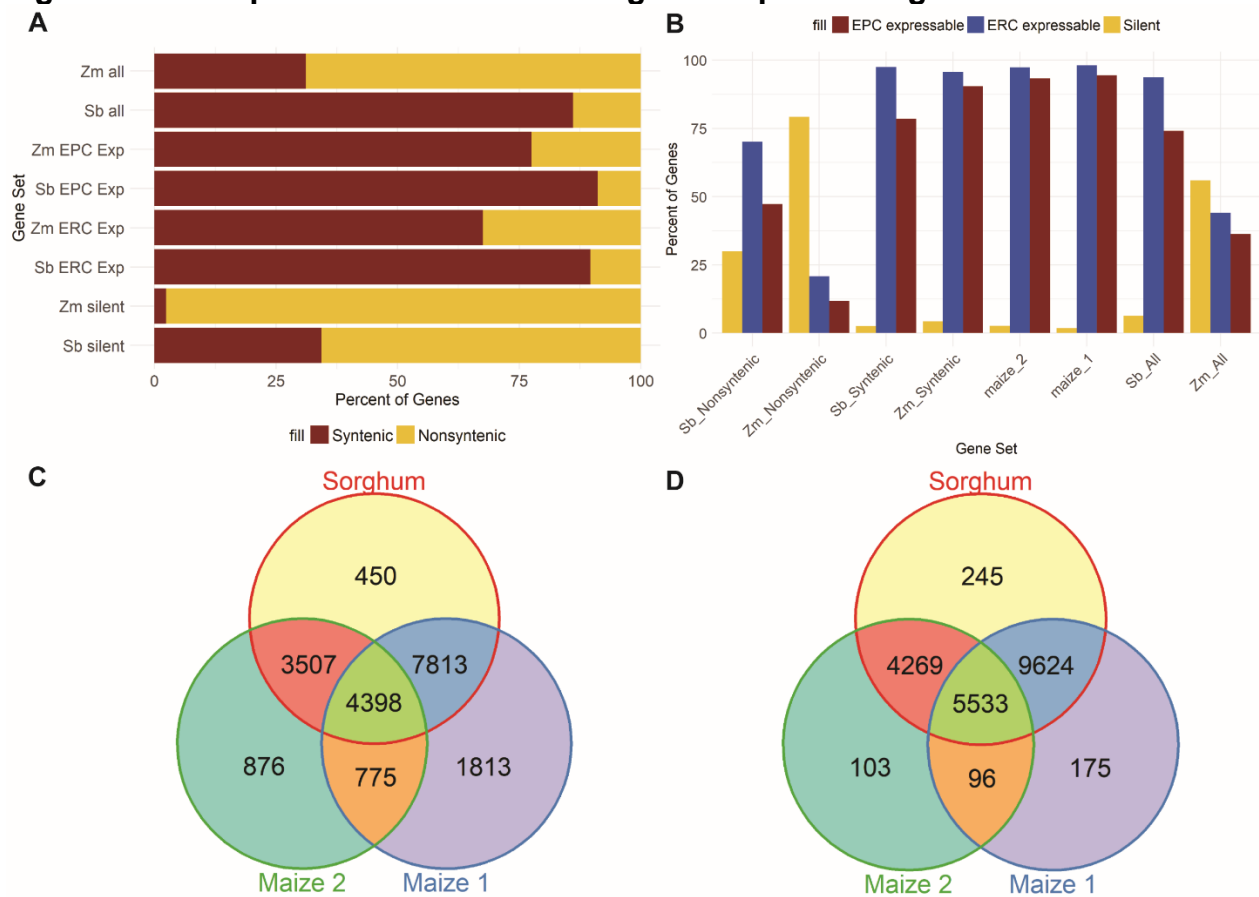 A
Zm all
Sb all
Zm EPC Exp
Sb EPC Exp
Zm ERC Exp
Sb ERC Exp
Zm silent
Sb silent
Gene Set
0 25 50 75 100
Percent of Genes
fill Syntenic Nonsyntenic
B
fill EPC expressable ERC expressable Silent
100
75
50
25
0
Percent of Genes
Sb_Nonsyntenic
Zm_Nonsyntenic
Sb_Syntenic
Zm_Syntenic
maize_2
maize_1
Sb_All
Zm_All
Gene Set
C
Sorghum
450
3507
7813
4398
876
775
1813
Maize 2
Maize 1
D
Sorghum
245
4269
9624
5533
103
96
175
Maize 2
Maize 1